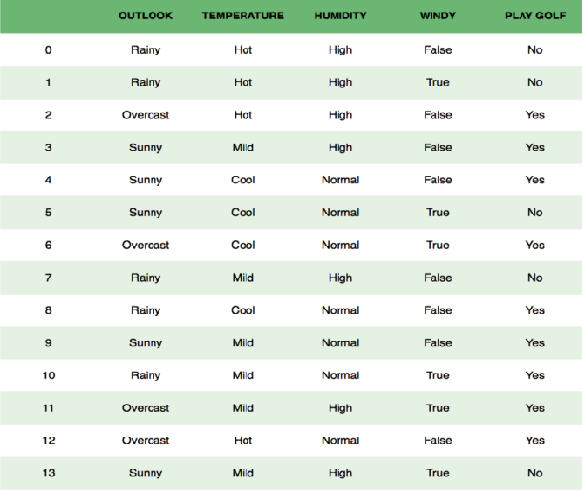 OUTLOOK TEMPERATURE HUMIDITY WINDY PLAY GOLF
0 Rainy Hot High False No
1 Rainy Hot High True No
2 Overcast Hot High False Yes
3 Sunny Mild High False Yes
4 Sunny Cool Normal False Yes
5 Sunny Cool Normal True No
6 Overcast Cool Normal True Yes
7 Rainy Mild High False No
8 Rainy Cool Normal False Yes
9 Sunny Mild Normal False Yes
10 Rainy Mild Normal True Yes
11 Overcast Mild High True Yes
12 Overcast Hot Normal False Yes
13 Sunny Mild High True No